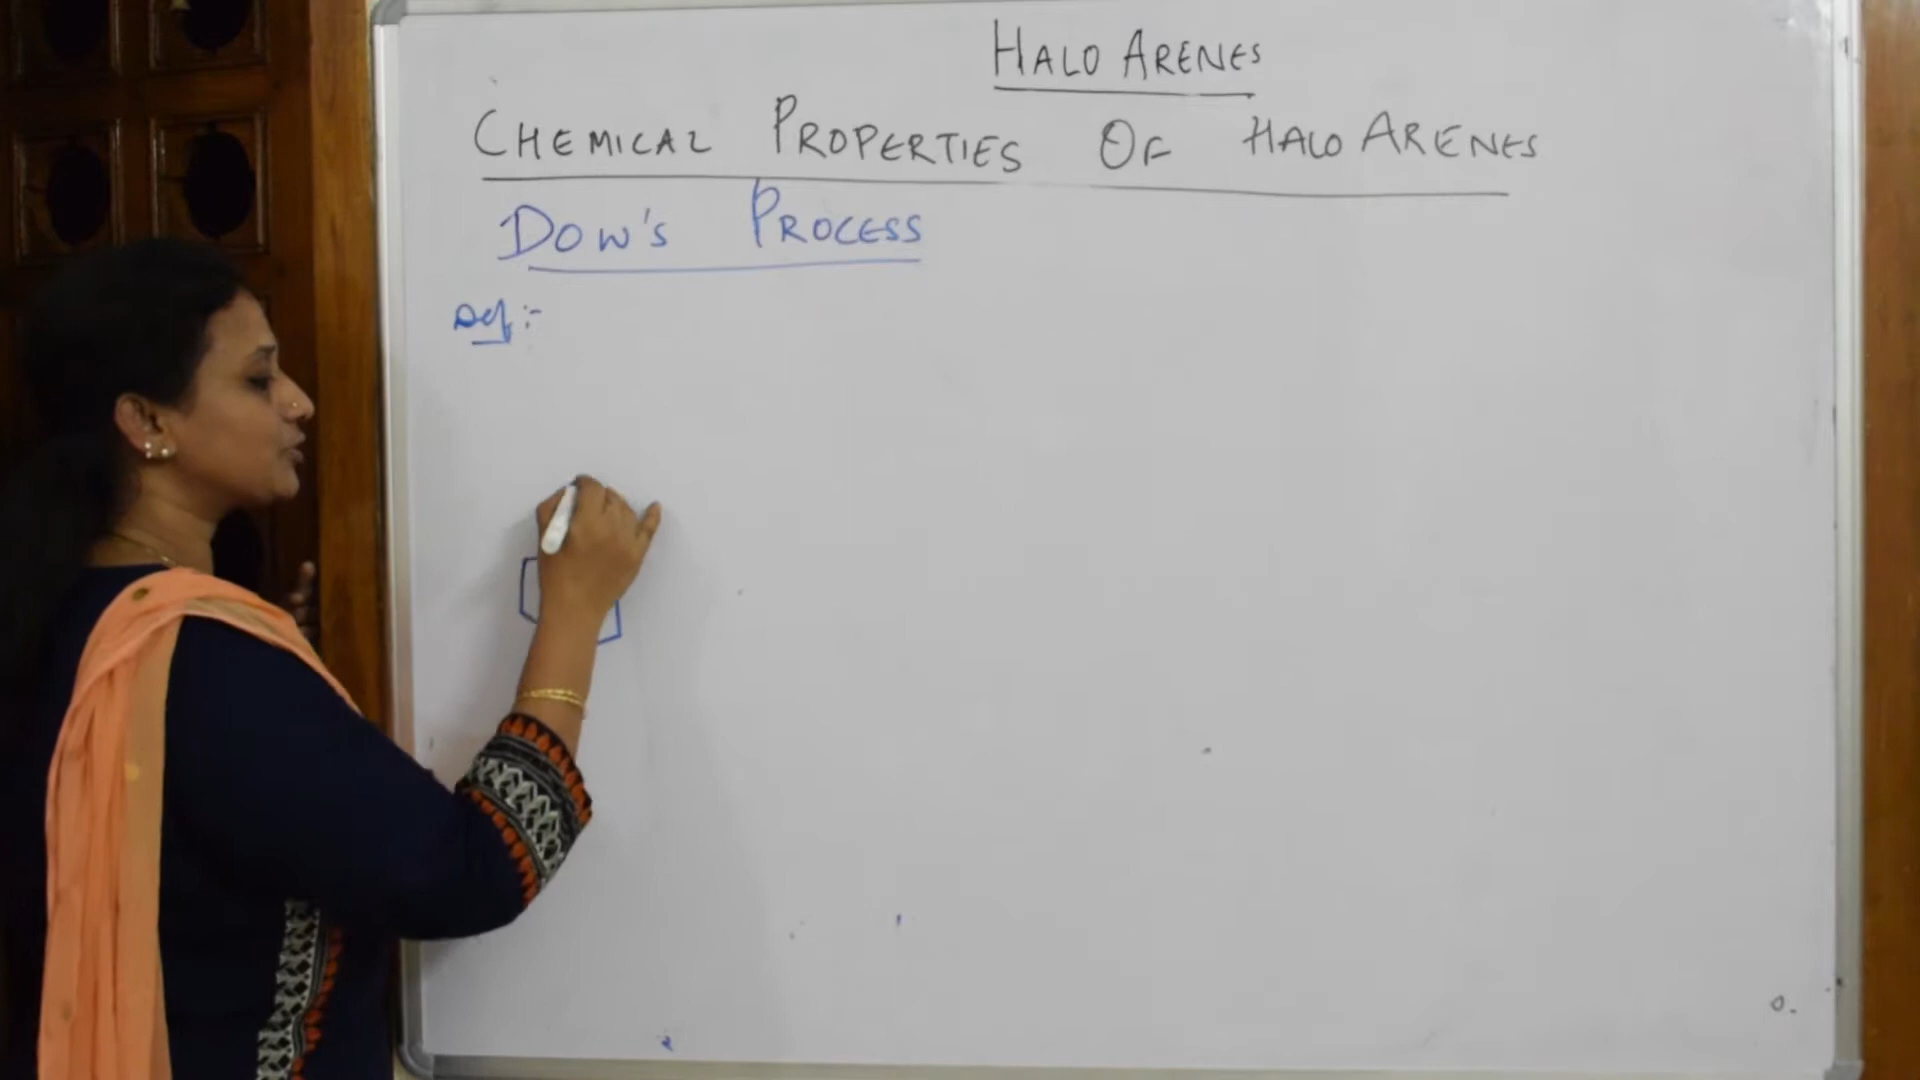 HALO ARENES
CHEMICAL PROPERTIES OF HALO ARENES
DOW'S PROCESS
Def:-